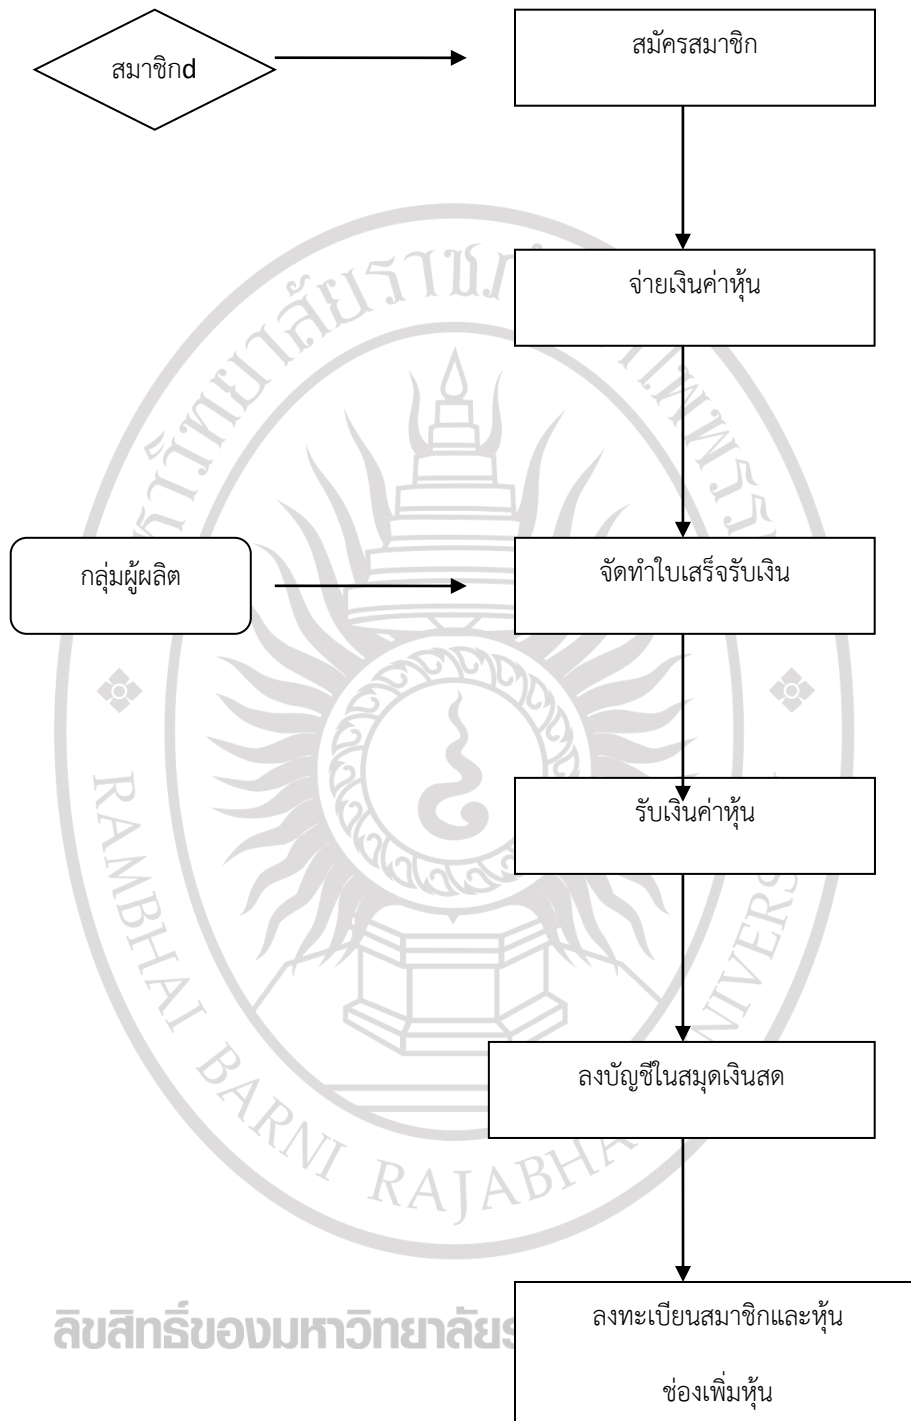 สมาชิกd
สมัครสมาชิก
จ่ายเงินค่าหุ้น
กลุ่มผู้ผลิต
จัดทำใบเสร็จรับเงิน
รับเงินค่าหุ้น
ลงบัญชีในสมุดเงินสด
ลงทะเบียนสมาชิกและหุ้น
ช่องเพิ่มหุ้น
RAMBHAI BARNI
ลิขสิทธิ์ของมหาวิทยาลัย